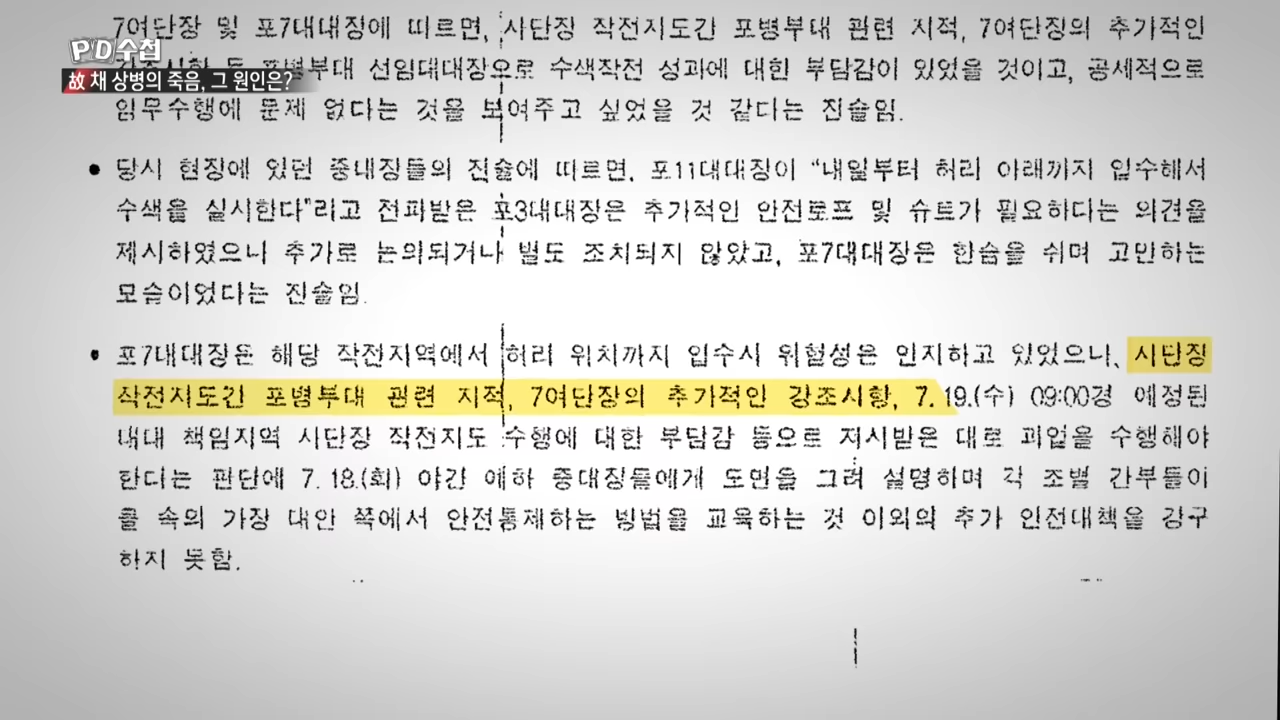 PD수첩
故 채 상병의 죽음, 그 원인은?
7여단장 및 포7대대장에 따르면, 사단장 작전지도간 포병부대 관련 지적, 7여단장의 추가적인
포병부대 선임대대장으로 수색작전 성과에 대한 부담감이 있었을 것이고, 공세적으로
임무수행에 문제 없다는 것을 보여주고 싶었을 것 같다는 진술임.
• 당시 현장에 있던 중대장들의 진술에 따르면, 포11대대장이 “내일부터 허리 아래까지 입수해서
수색을 실시한다”라고 전파받은 포3대대장은 추가적인 안전로프 및 슈트가 필요하다는 의견을
제시하였으나 추가로 논의되거나 별도 조치되지 않았고, 포7대대장은 한숨을 쉬며 고민하는
모습이었다는 진술임.
• 포7대대장은 해당 작전지역에서 허리 위치까지 입수시 위험성은 인지하고 있었으나, 사단장
작전지도간 포병부대 관련 지적, 7여단장의 추가적인 강조사항, 7. 19.(수) 09:00경 예정된
대대 책임지역 사단장 작전지도 수행에 대한 부담감 등으로 지시받은 대로 과업을 수행해야
한다는 판단에 7. 18.(화) 야간 예하 중대장들에게 도면을 그려 설명하며 각 조별 간부들이
물 속의 가장 대안 쪽에서 안전통제하는 방법을 교육하는 것 이외의 추가 안전대책을 강구
하지 못함.